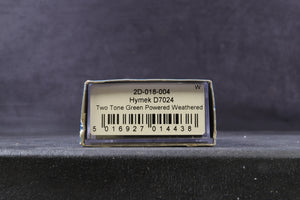 W
2D-018-004
Hymek D7024
Two Tone Green Powered Weathered
5 016927 014438